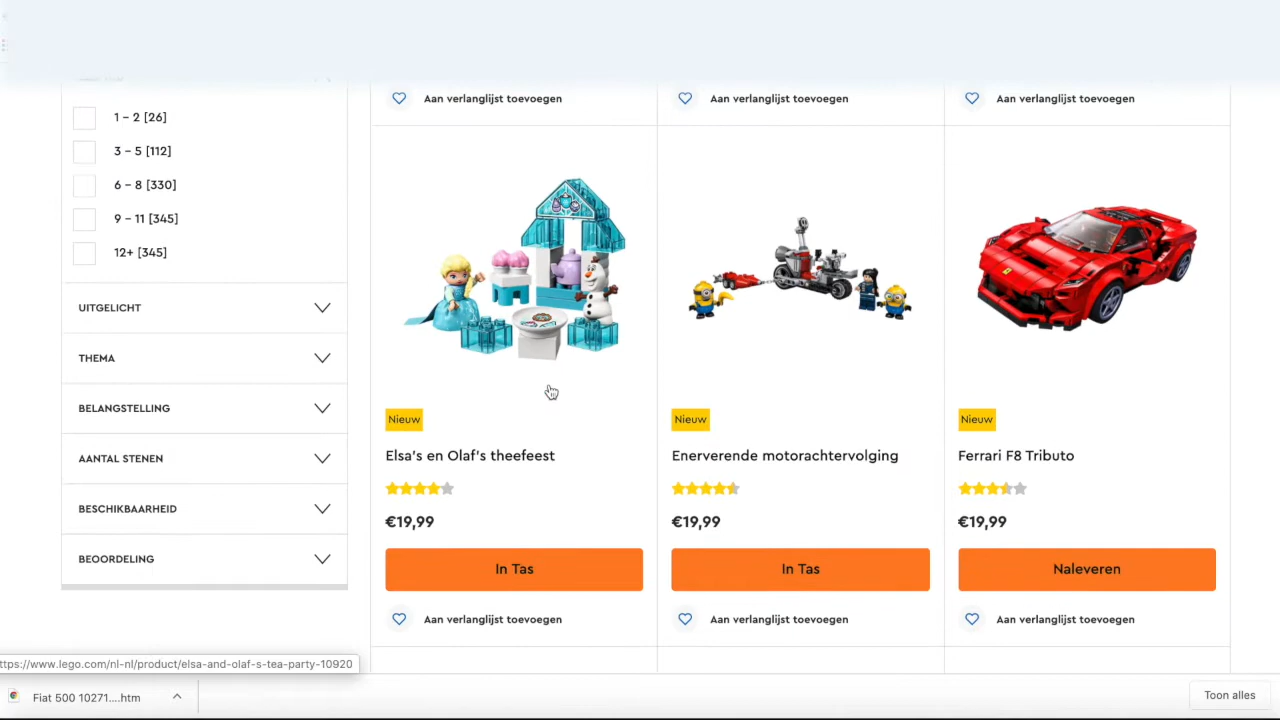 Aan verlanglijst toevoegen
Aan verlanglijst toevoegen
Aan verlanglijst toevoegen
1 – 2 [26]
3 – 5 [112]
6 – 8 [330]
9 – 11 [345]
12+ [345]
UITGELICHT
THEMA
BELANGSTELLING
AANTAL STENEN
BESCHIKBAARHEID
BEOORDELING
Nieuw
Elsa's en Olaf's theefeest
€19,99
In Tas
Aan verlanglijst toevoegen
Nieuw
Enerverende motorachtervolging
€19,99
In Tas
Aan verlanglijst toevoegen
Nieuw
Ferrari F8 Tributo
€19,99
Naleveren
Aan verlanglijst toevoegen
ttps://www.lego.com/nl-nl/product/elsa-and-olaf-s-tea-party-10920
Fiat 500 10271....htm
Toon alles